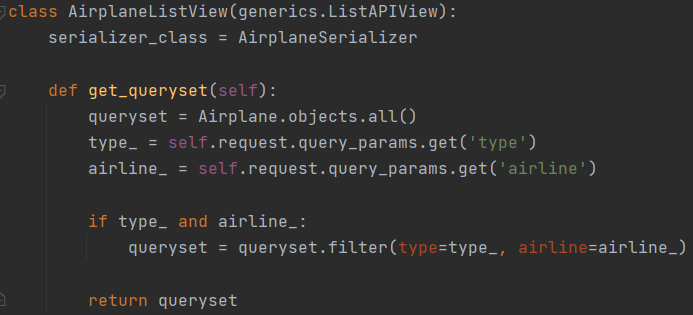 class AirplaneListView(generics.ListAPIView):
    serializer_class = AirplaneSerializer

    def get_queryset(self):
        queryset = Airplane.objects.all()
        type_ = self.request.query_params.get('type')
        airline_ = self.request.query_params.get('airline')

        if type_ and airline_:
            queryset = queryset.filter(type=type_, airline=airline_)

        return queryset